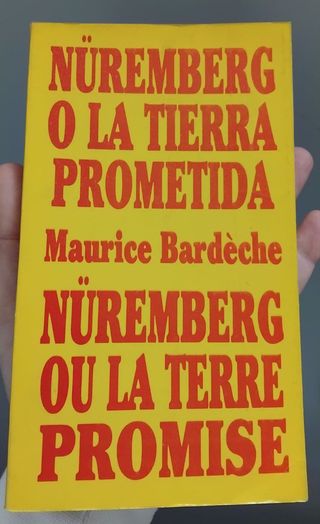 NÜREMBERG
O LA TIERRA
PROMETIDA
Maurice Bardèche
NÜREMBERG
OU LA TERRE
PROMISE